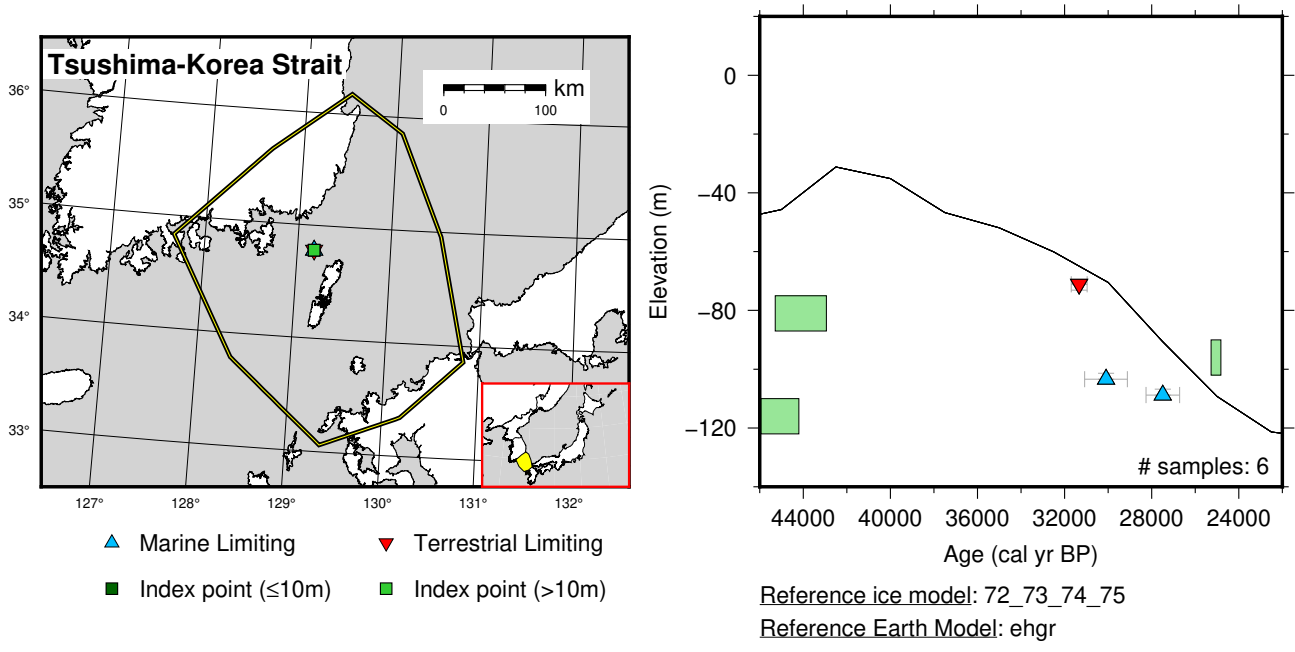 Tsushima-Korea Strait
km
0 100
36°
35°
34°
33°
127° 128° 129° 130° 131° 132°
Marine Limiting
Terrestrial Limiting
Index point (≤10m)
Index point (>10m)
Elevation (m)
0
−40
−80
−120
# samples: 6
44000 40000 36000 32000 28000 24000
Age (cal yr BP)
Reference ice model: 72_73_74_75
Reference Earth Model: ehgr